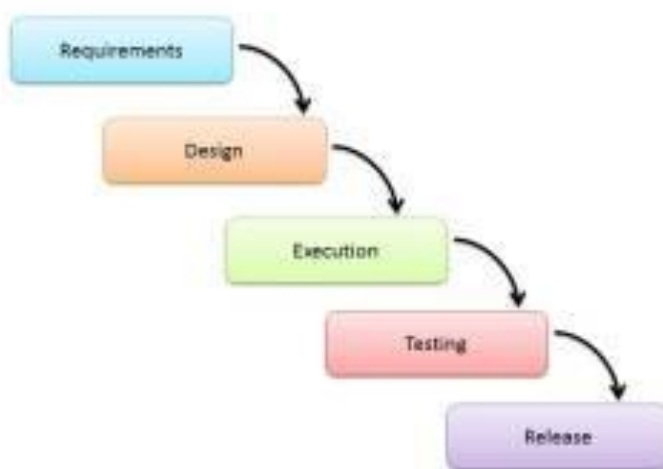 Requirements
Design
Execution
Testing
Release